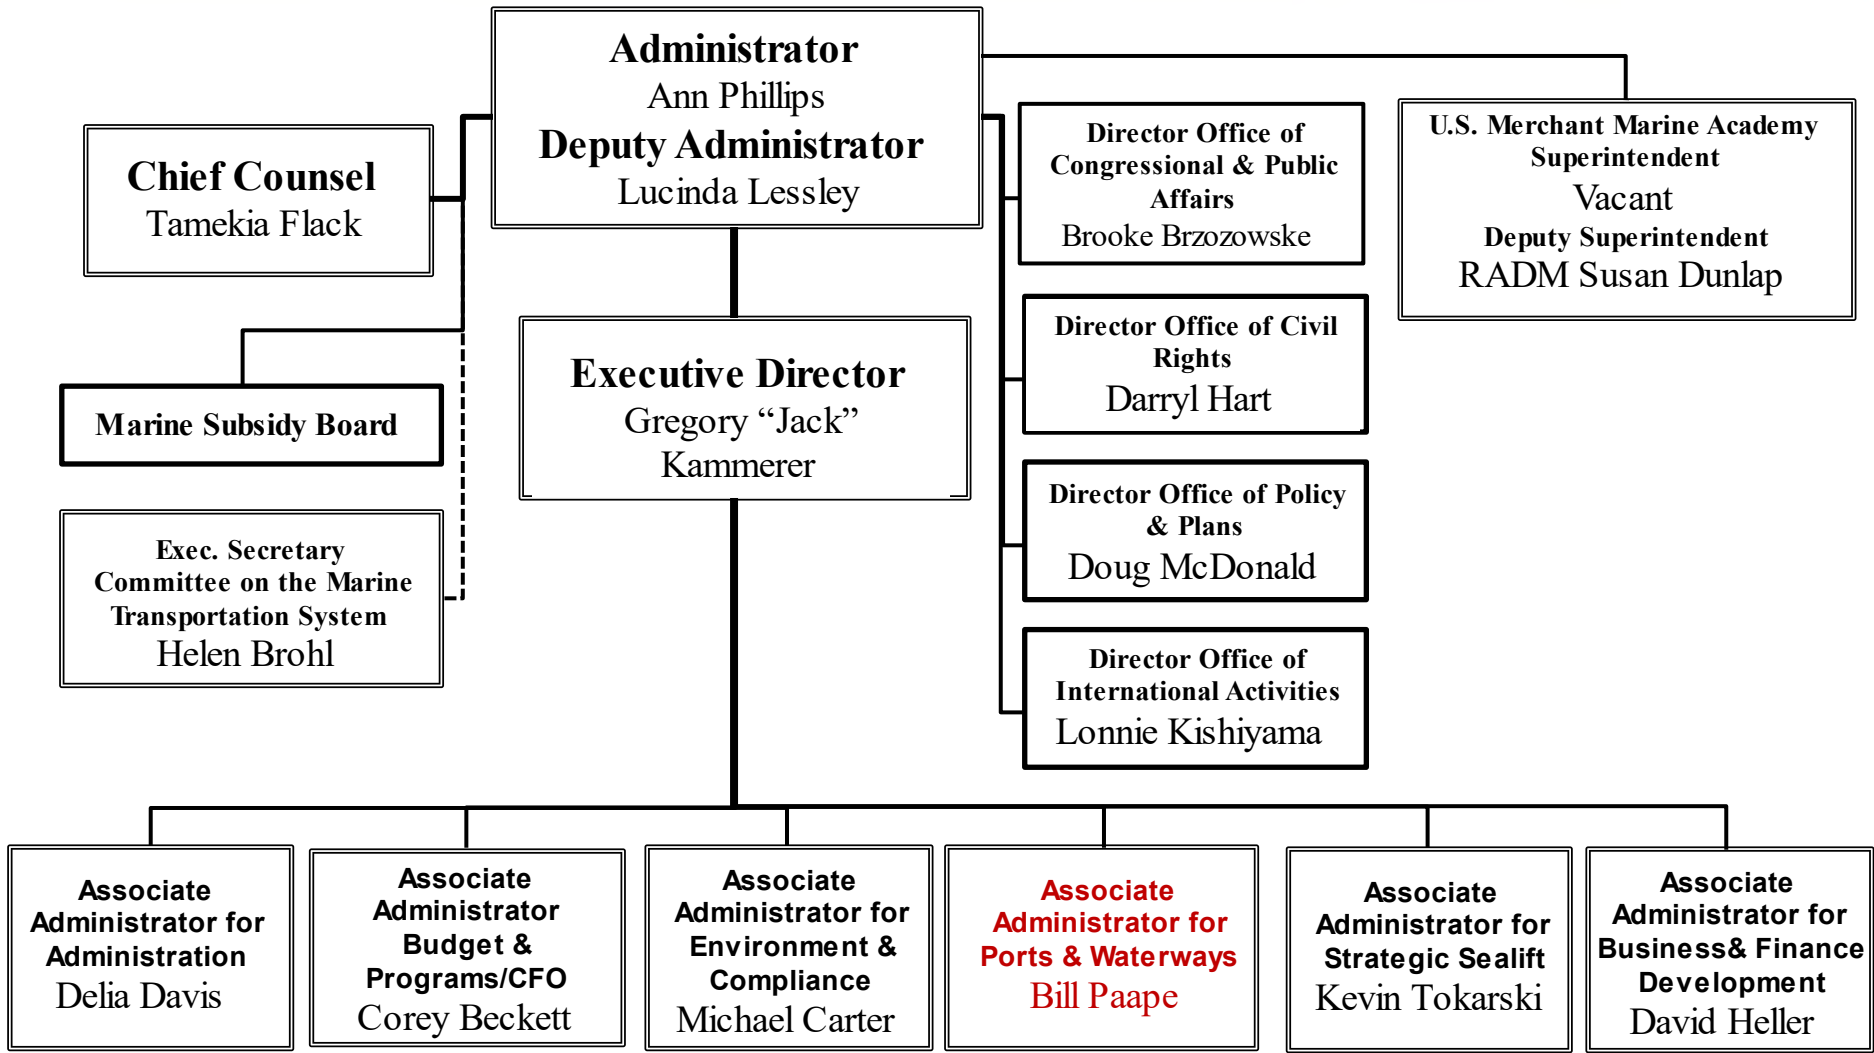 Administrator
Ann Phillips
Deputy Administrator
Lucinda Lessley
Chief Counsel
Tamekia Flack
Director Office of
Congressional & Public
Affairs
Brooke Brzozowske
U.S. Merchant Marine Academy
Superintendent
Vacant
Deputy Superintendent
RADM Susan Dunlap
Marine Subsidy Board
Executive Director
Gregory “Jack”
Kammerer
Director Office of Civil
Rights
Darryl Hart
Exec. Secretary
Committee on the Marine
Transportation System
Helen Brohl
Director Office of Policy
& Plans
Doug McDonald
Director Office of
International Activities
Lonnie Kishiyama
Associate
Administrator for
Administration
Delia Davis
Associate
Administrator
Budget &
Programs/CFO
Corey Beckett
Associate
Administrator for
Environment &
Compliance
Michael Carter
Associate
Administrator for
Ports & Waterways
Bill Paape
Associate
Administrator for
Strategic Sealift
Kevin Tokarski
Associate
Administrator for
Business& Finance
Development
David Heller